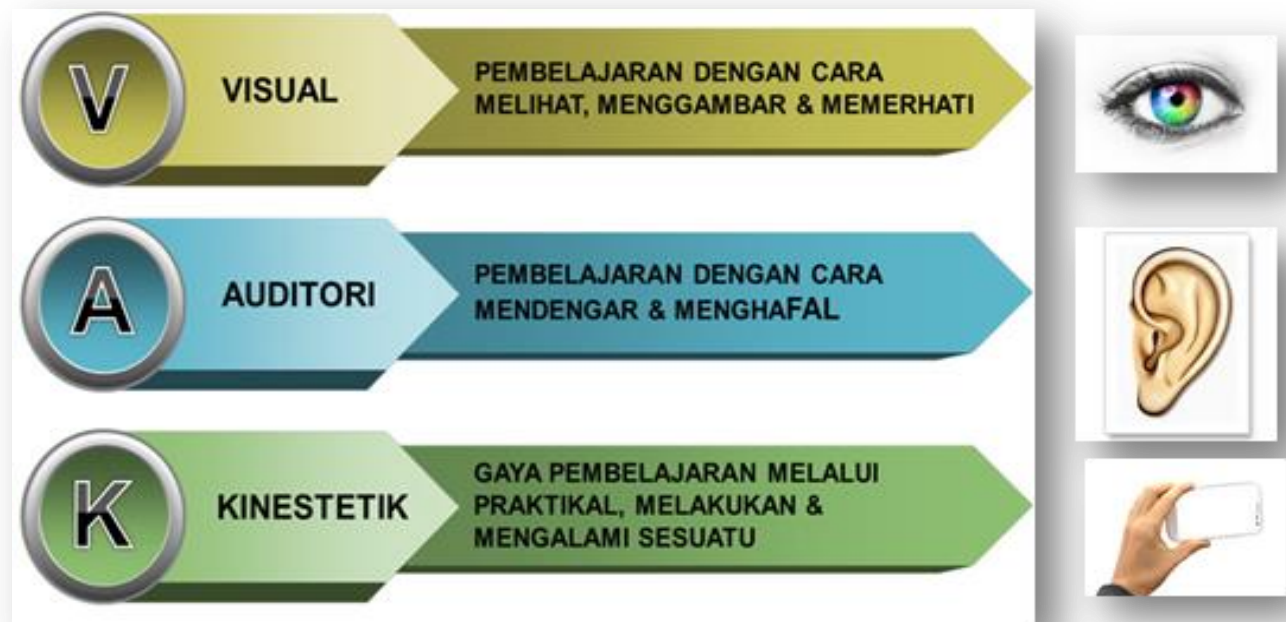 V
VISUAL
PEMBELAJARAN DENGAN CARA
MELIHAT, MENGGAMBAR & MEMERHATI
A
AUDITORI
PEMBELAJARAN DENGAN CARA
MENDENGAR & MENGHAFAL
K
KINESTETIK
GAYA PEMBELAJARAN MELALUI
PRAKTIKAL, MELAKUKAN &
MENGALAMI SESUATU